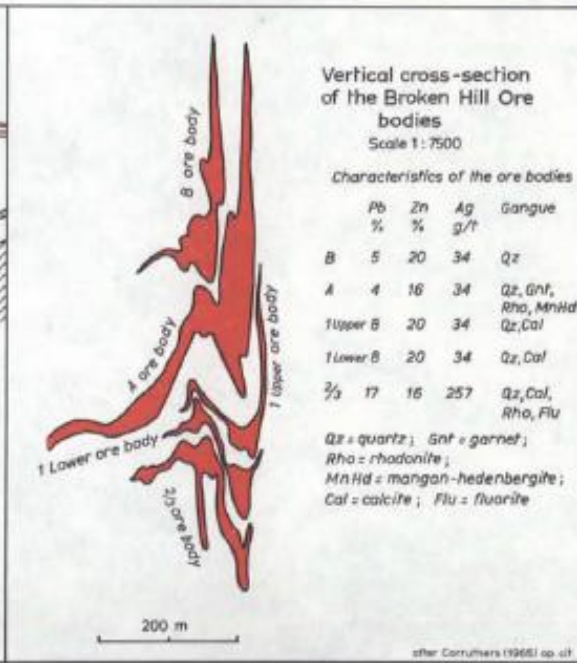 Vertical cross-section
of the Broken Hill Ore
bodies
Scale 1 : 7500
Characteristics of the ore bodies
Pb Zn Ag Gangue
% % g/t
B 5 20 34 Qz
A 4 16 34 Qz, Gnt,
Rho, MnHd
1 Upper 8 20 34 Qz, Cal
1 Lower 8 20 34 Qz, Cal
2/3 17 16 257 Qz, Cal,
Rho, Flu
Qz = quartz ; Gnt = garnet ;
Rho = rhodonite ;
MnHd = mangan-hedenbergite ;
Cal = calcite ; Flu = fluorite
B ore body
A ore body
1 Upper ore body
1 Lower ore body
2/3 ore body
200 m
after Carruthers (1965) op. cit